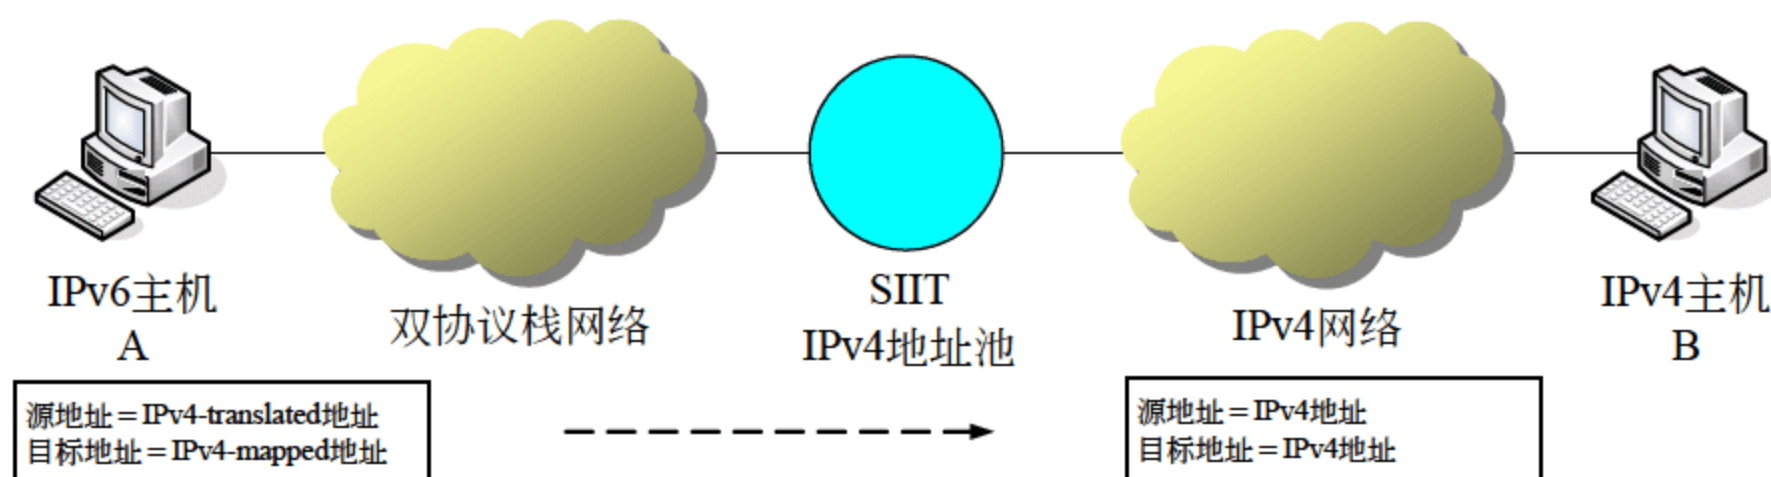 IPv6主机
A
双协议栈网络
SIIT
IPv4地址池
IPv4网络
IPv4主机
B
源地址＝IPv4-translated地址
目标地址＝IPv4-mapped地址
源地址＝IPv4地址
目标地址＝IPv4地址